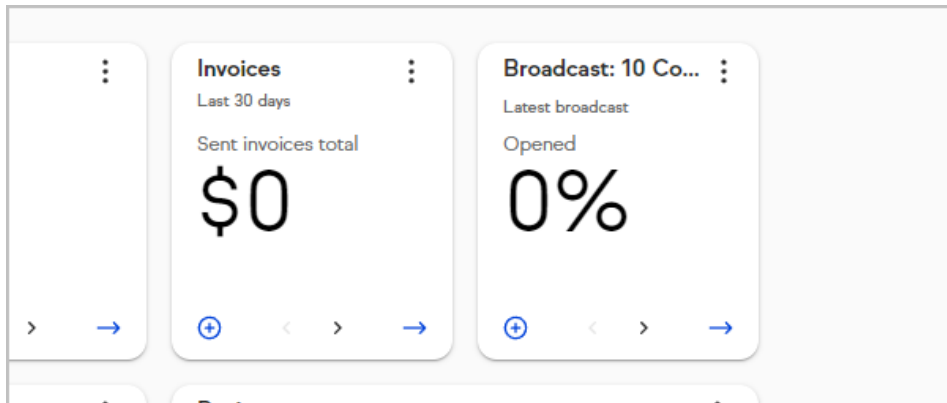 Invoices
Last 30 days
Sent invoices total
$0
Broadcast: 10 Co...
Latest broadcast
Opened
0%